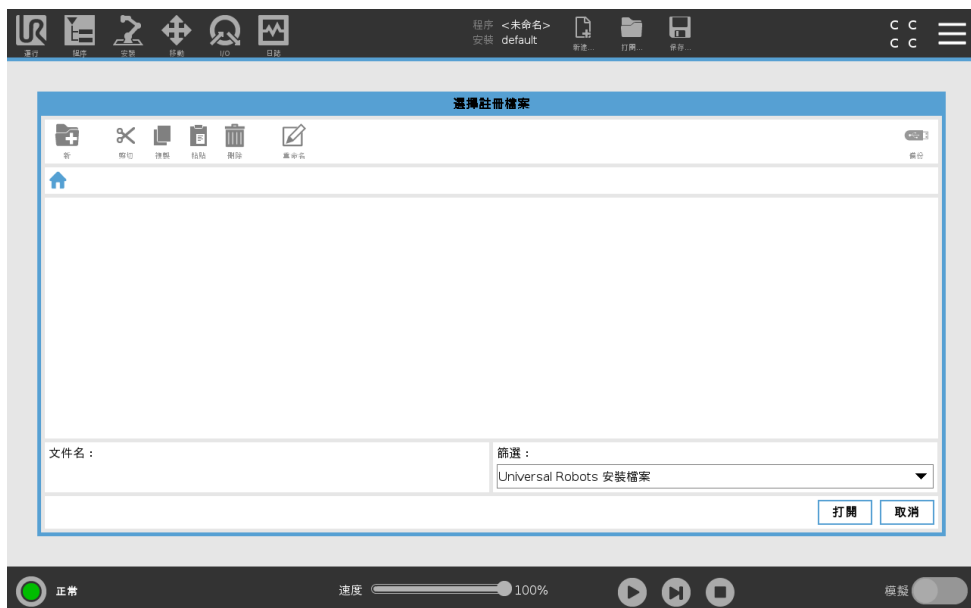 程序 <未命名>
安裝 default
運行
程序
安裝
移動
I/O
日誌
新建...
打開...
保存...
C C
C C
選擇註冊檔案
新
剪切
複製
粘貼
刪除
重命名
備份
文件名：
篩選：
Universal Robots 安裝檔案
打開
取消
正常
速度
100%
模擬